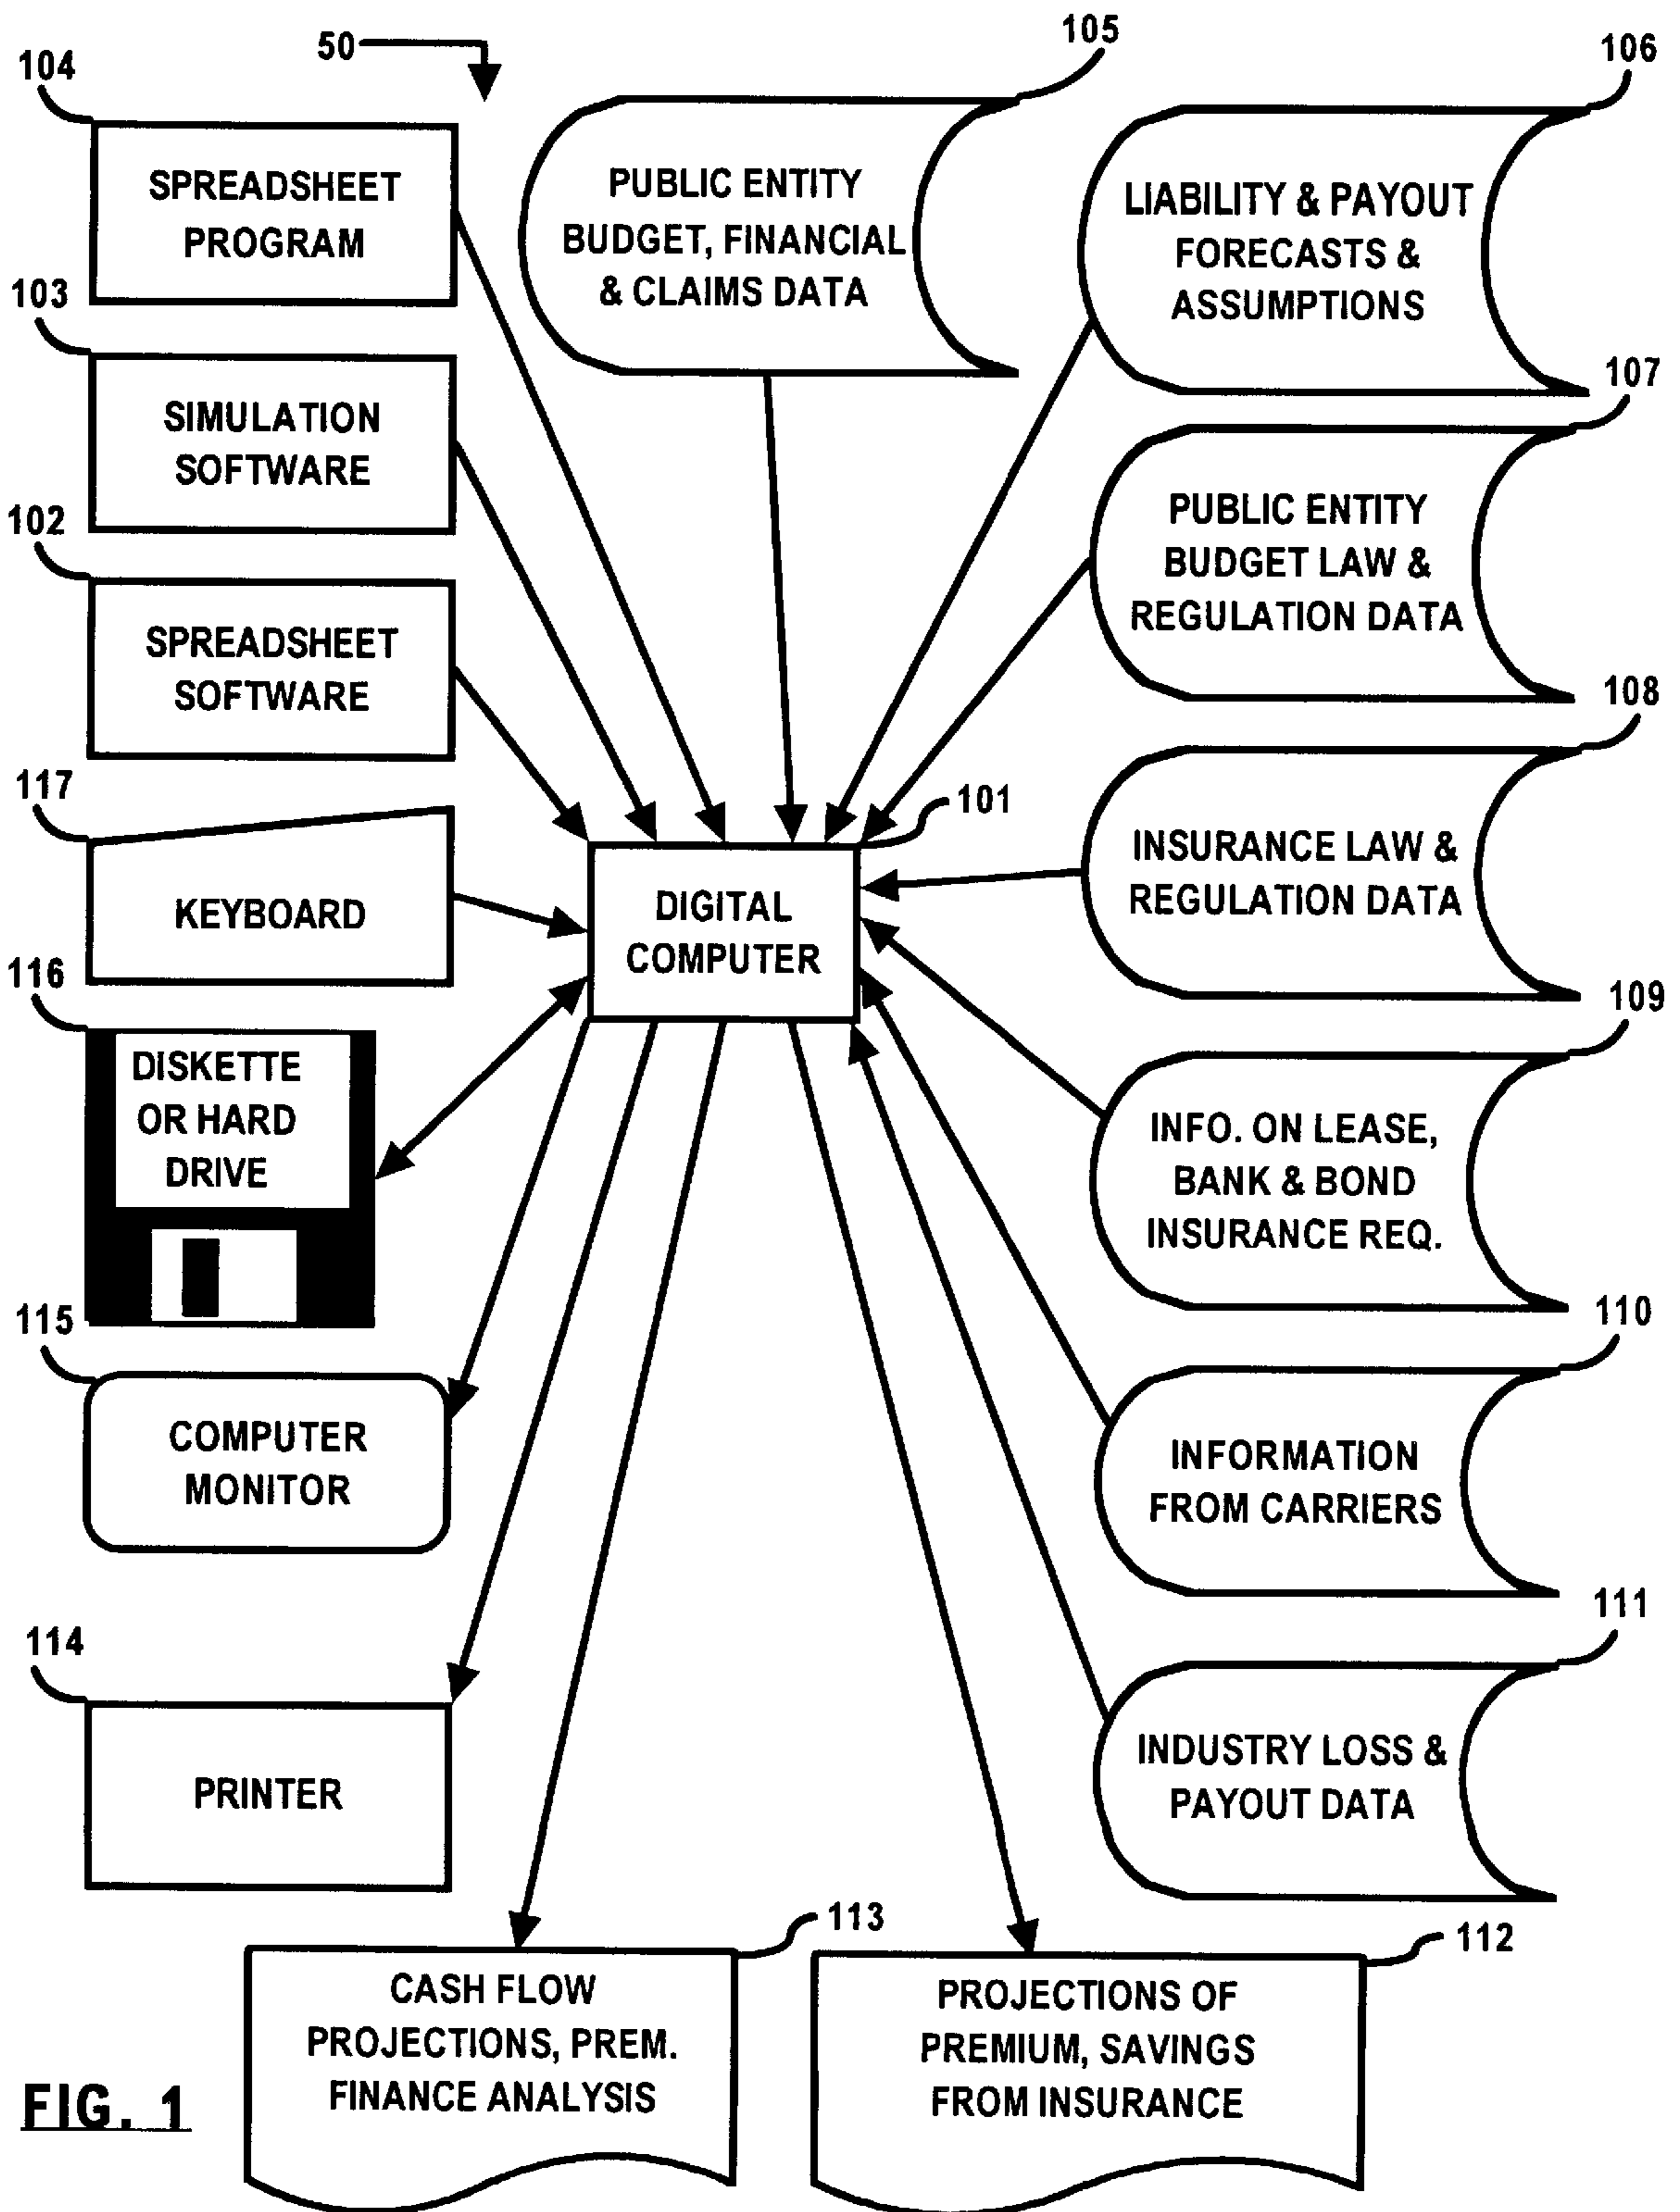 50
105
106
104
SPREADSHEET
PROGRAM
PUBLIC ENTITY
BUDGET, FINANCIAL
& CLAIMS DATA
LIABILITY & PAYOUT
FORECASTS &
ASSUMPTIONS
103
SIMULATION
SOFTWARE
107
PUBLIC ENTITY
BUDGET LAW &
REGULATION DATA
102
SPREADSHEET
SOFTWARE
108
INSURANCE LAW &
REGULATION DATA
117
KEYBOARD
101
DIGITAL
COMPUTER
116
DISKETTE
OR HARD
DRIVE
109
INFO. ON LEASE,
BANK & BOND
INSURANCE REQ.
115
COMPUTER
MONITOR
110
INFORMATION
FROM CARRIERS
114
PRINTER
111
INDUSTRY LOSS &
PAYOUT DATA
113
CASH FLOW
PROJECTIONS, PREM.
FINANCE ANALYSIS
112
PROJECTIONS OF
PREMIUM, SAVINGS
FROM INSURANCE
FIG. 1